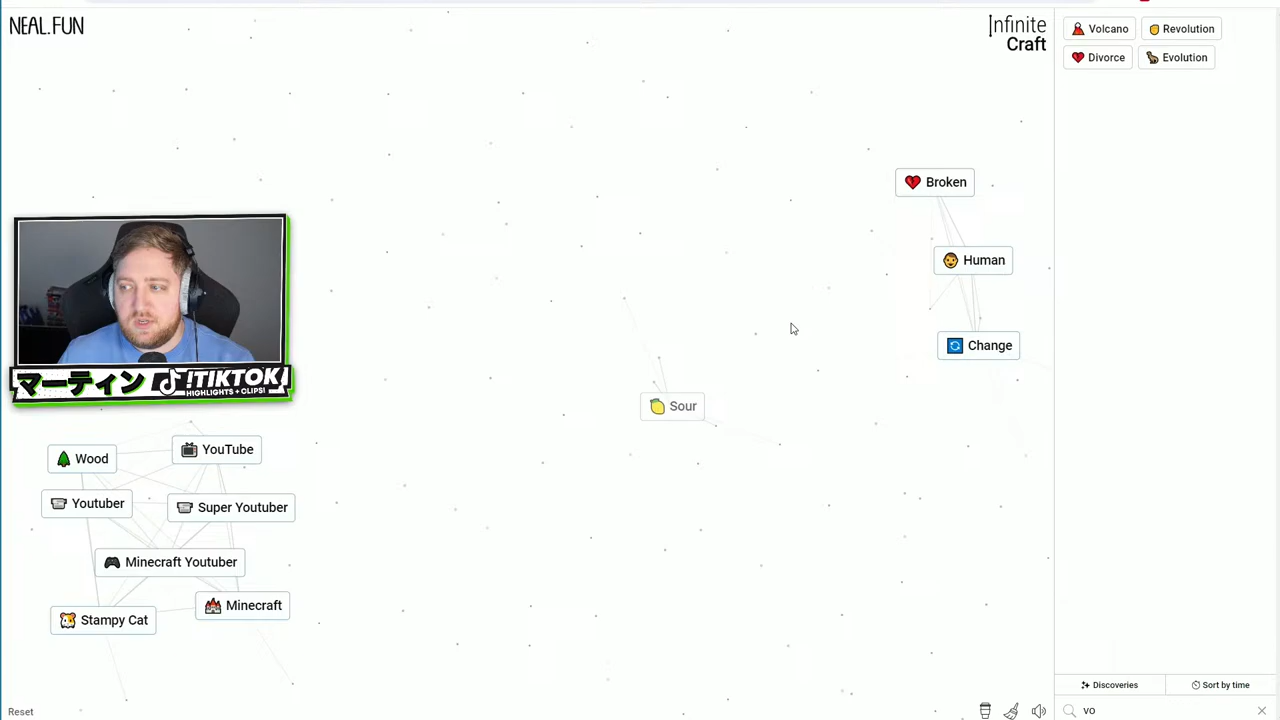 NEAL.FUN
Infinite
Craft
Volcano
Revolution
Divorce
Evolution
Broken
Human
Change
Sour
マーティン
!TIKTOK
HIGHLIGHTS + CLIPS!
Wood
YouTube
Youtuber
Super Youtuber
Minecraft Youtuber
Minecraft
Stampy Cat
Discoveries
Sort by time
Reset
vo